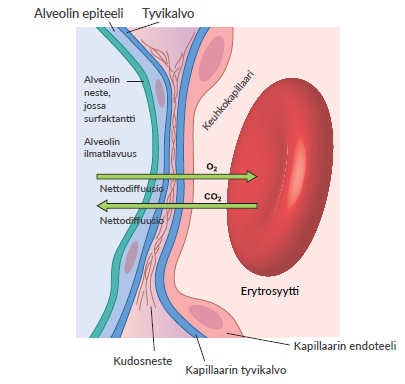 Alveolin epiteeli
Tyvikalvo
Alveolin
neste,
jossa
surfaktantti
Alveolin
ilmatilavuus
Keuhkokapillaari
O₂
Nettodiffuusio
CO₂
Nettodiffuusio
Erytrosyytti
Kapillaarin endoteeli
Kudosneste
Kapillaarin tyvikalvo